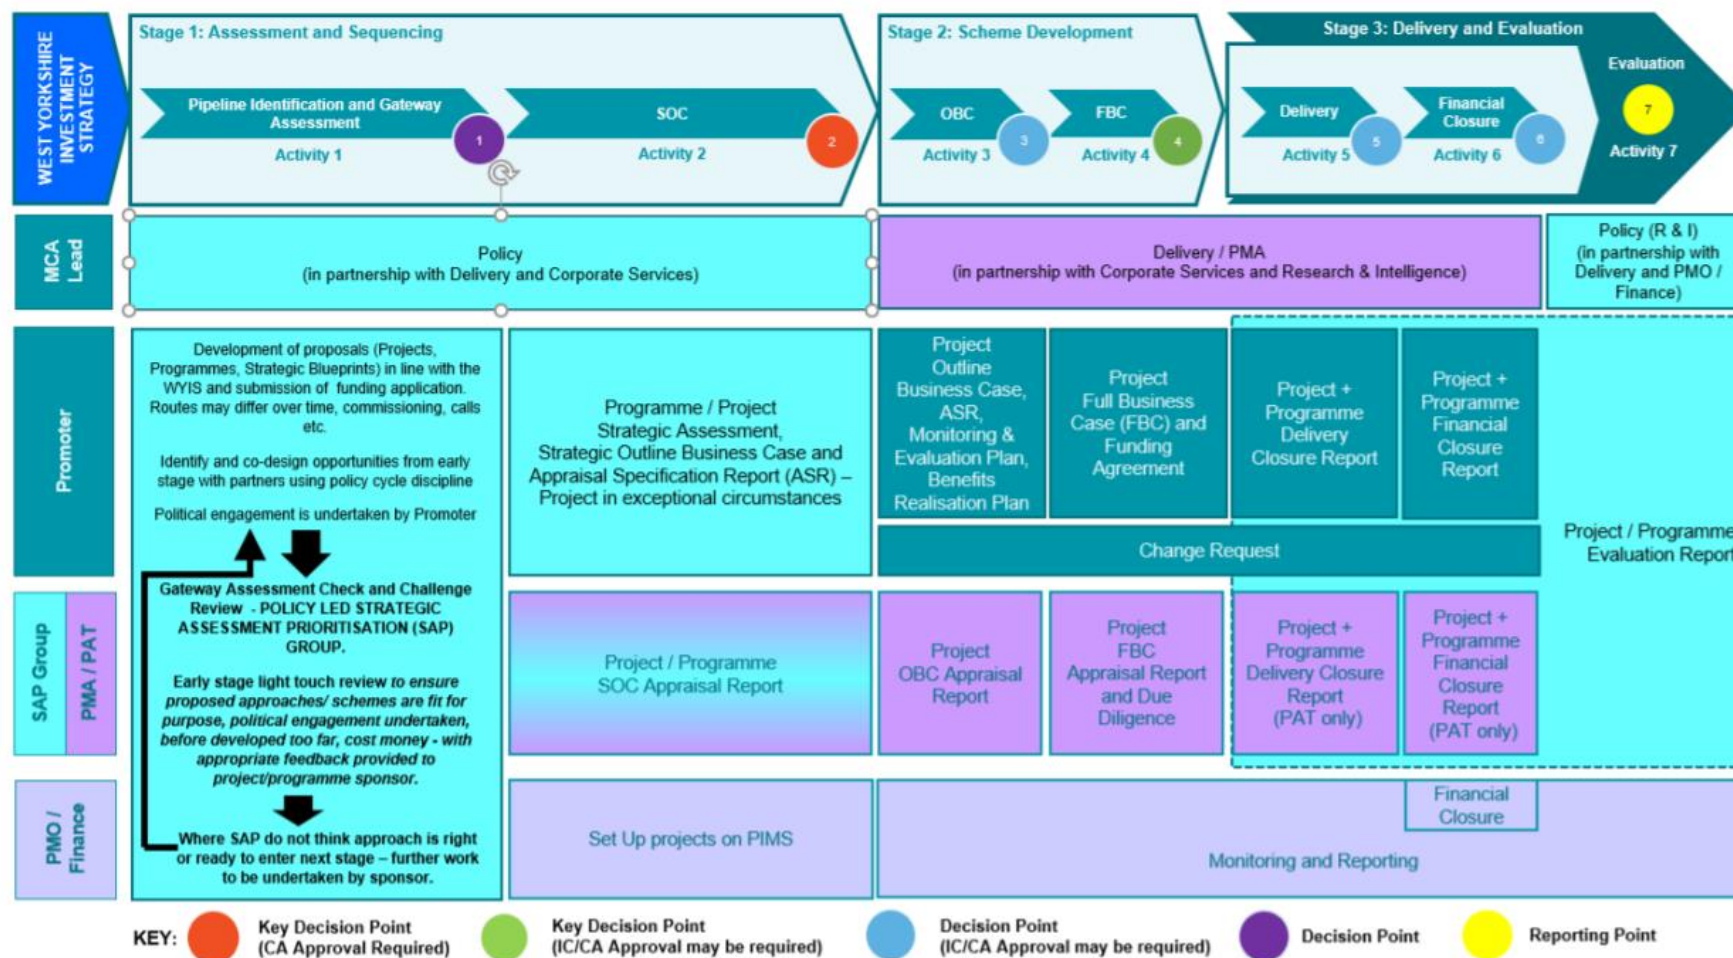 WEST YORKSHIRE
INVESTMENT
STRATEGY
Stage 1: Assessment and Sequencing
Pipeline Identification and Gateway
Assessment
1
Activity 1
SOC
2
Activity 2
Stage 2: Scheme Development
OBC
3
Activity 3
FBC
4
Activity 4
Stage 3: Delivery and Evaluation
Delivery
5
Activity 5
Financial
Closure
6
Activity 6
Evaluation
7
Activity 7
MCA
Lead
Policy
(in partnership with Delivery and Corporate Services)
Delivery / PMA
(in partnership with Corporate Services and Research & Intelligence)
Policy (R & I)
(in partnership with
Delivery and PMO /
Finance)
Promoter
Development of proposals (Projects,
Programmes, Strategic Blueprints) in line with the
WYIS and submission of funding application.
Routes may differ over time, commissioning, calls
etc.
Identify and co-design opportunities from early
stage with partners using policy cycle discipline
Political engagement is undertaken by Promoter
Gateway Assessment Check and Challenge
Review - POLICY LED STRATEGIC
ASSESSMENT PRIORITISATION (SAP)
GROUP.
Early stage light touch review to ensure
proposed approaches/ schemes are fit for
purpose, political engagement undertaken,
before developed too far, cost money - with
appropriate feedback provided to
project/programme sponsor.
Where SAP do not think approach is right
or ready to enter next stage – further work
to be undertaken by sponsor.
Programme / Project
Strategic Assessment,
Strategic Outline Business Case and
Appraisal Specification Report (ASR) –
Project in exceptional circumstances
Project
Outline
Business Case,
ASR,
Monitoring &
Evaluation Plan,
Benefits
Realisation Plan
Project
Full Business
Case (FBC) and
Funding
Agreement
Project +
Programme
Delivery
Closure Report
Project +
Programme
Financial
Closure
Report
Change Request
Project / Programme
Evaluation Report
SAP Group
PMA / PAT
Project / Programme
SOC Appraisal Report
Project
OBC Appraisal
Report
Project
FBC
Appraisal Report
and Due
Diligence
Project +
Programme
Delivery Closure
Report
(PAT only)
Project +
Programme
Financial
Closure
Report
(PAT only)
PMO /
Finance
Set Up projects on PIMS
Financial
Closure
Monitoring and Reporting
KEY:
Key Decision Point
(CA Approval Required)
Key Decision Point
(IC/CA Approval may be required)
Decision Point
(IC/CA Approval may be required)
Decision Point
Reporting Point